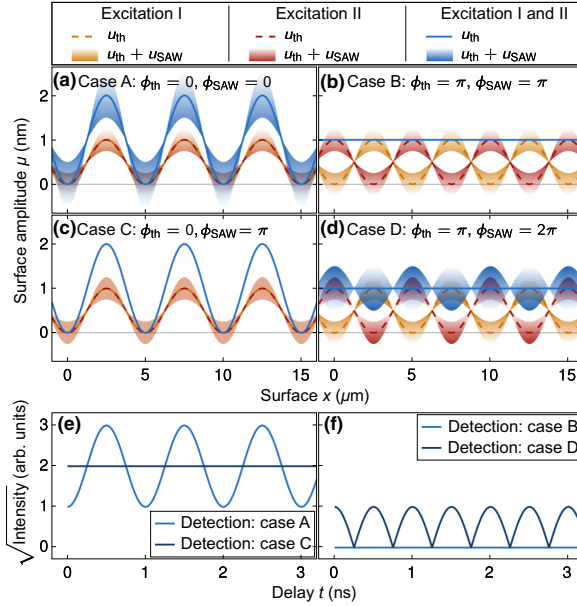 Excitation I
Excitation II
Excitation I and II
u_th
u_th
u_th
u_th + u_SAW
u_th + u_SAW
u_th + u_SAW
(a) Case A: ϕ_th = 0, ϕ_SAW = 0
(b) Case B: ϕ_th = π, ϕ_SAW = π
2
1
0
(c) Case C: ϕ_th = 0, ϕ_SAW = π
(d) Case D: ϕ_th = π, ϕ_SAW = 2π
2
1
0
Surface amplitude μ (nm)
0 5 10 15
0 5 10 15
Surface x (μm)
(e)
(f)
Detection: case B
Detection: case D
3
2
1
0
Detection: case A
Detection: case C
√Intensity (arb. units)
0 1 2 3
0 1 2 3
Delay t (ns)